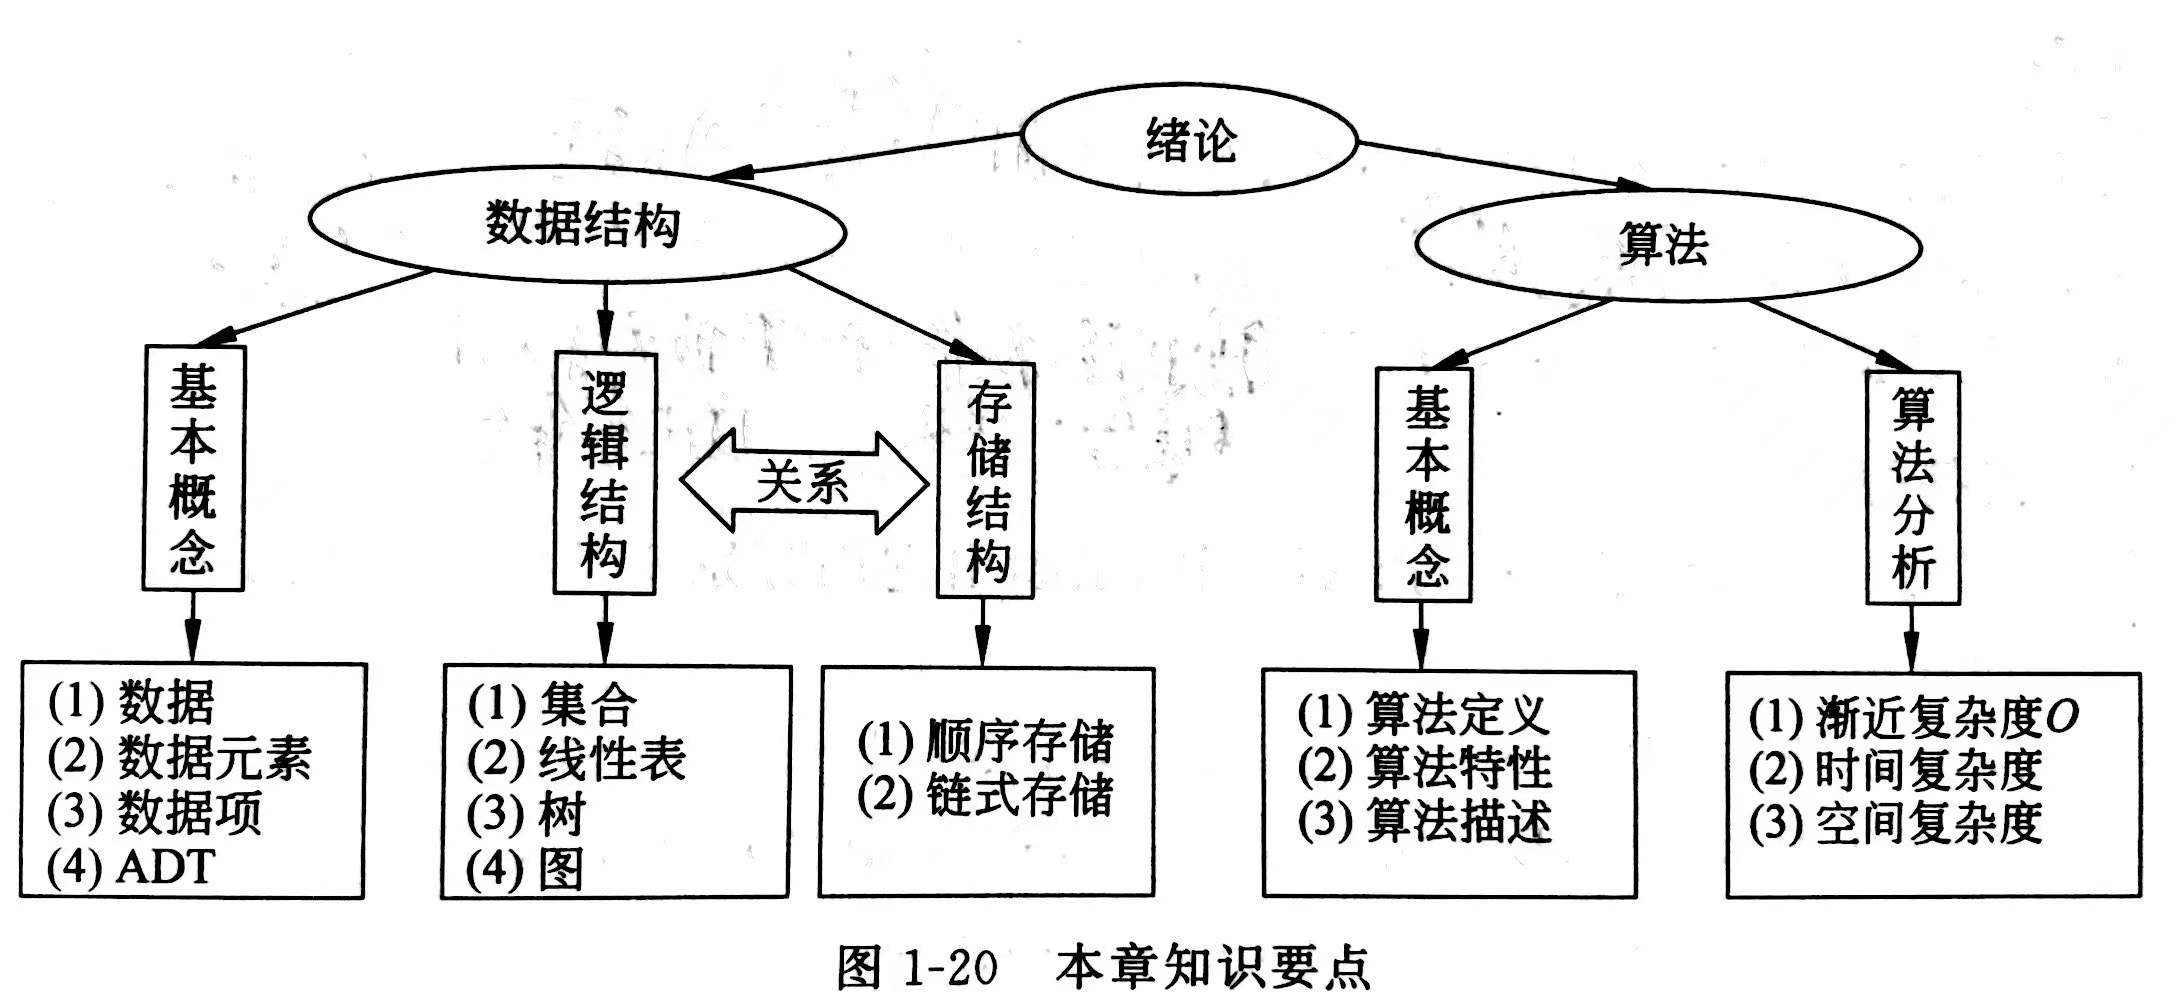 绪论
数据结构
算法
基本概念
逻辑结构
关系
存储结构
基本概念
算法分析
(1) 数据
(2) 数据元素
(3) 数据项
(4) ADT
(1) 集合
(2) 线性表
(3) 树
(4) 图
(1) 顺序存储
(2) 链式存储
(1) 算法定义
(2) 算法特性
(3) 算法描述
(1) 渐近复杂度O
(2) 时间复杂度
(3) 空间复杂度
图 1-20 本章知识要点